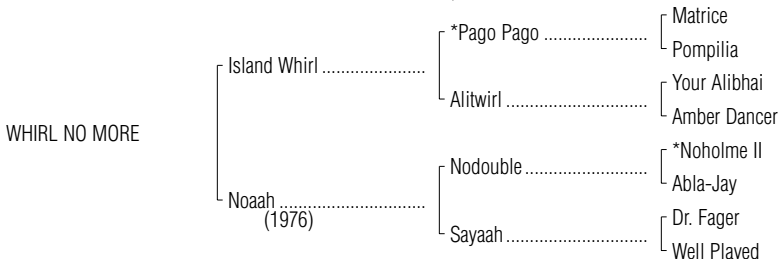 Matrice
*Pago Pago ......................
Pompilia
Island Whirl ......................
Your Alibhai
Alitwirl ..............................
Amber Dancer
WHIRL NO MORE
*Noholme II
Nodouble ..........................
Abla-Jay
Noaah ...............................
(1976)
Dr. Fager
Sayaah ..............................
Well Played